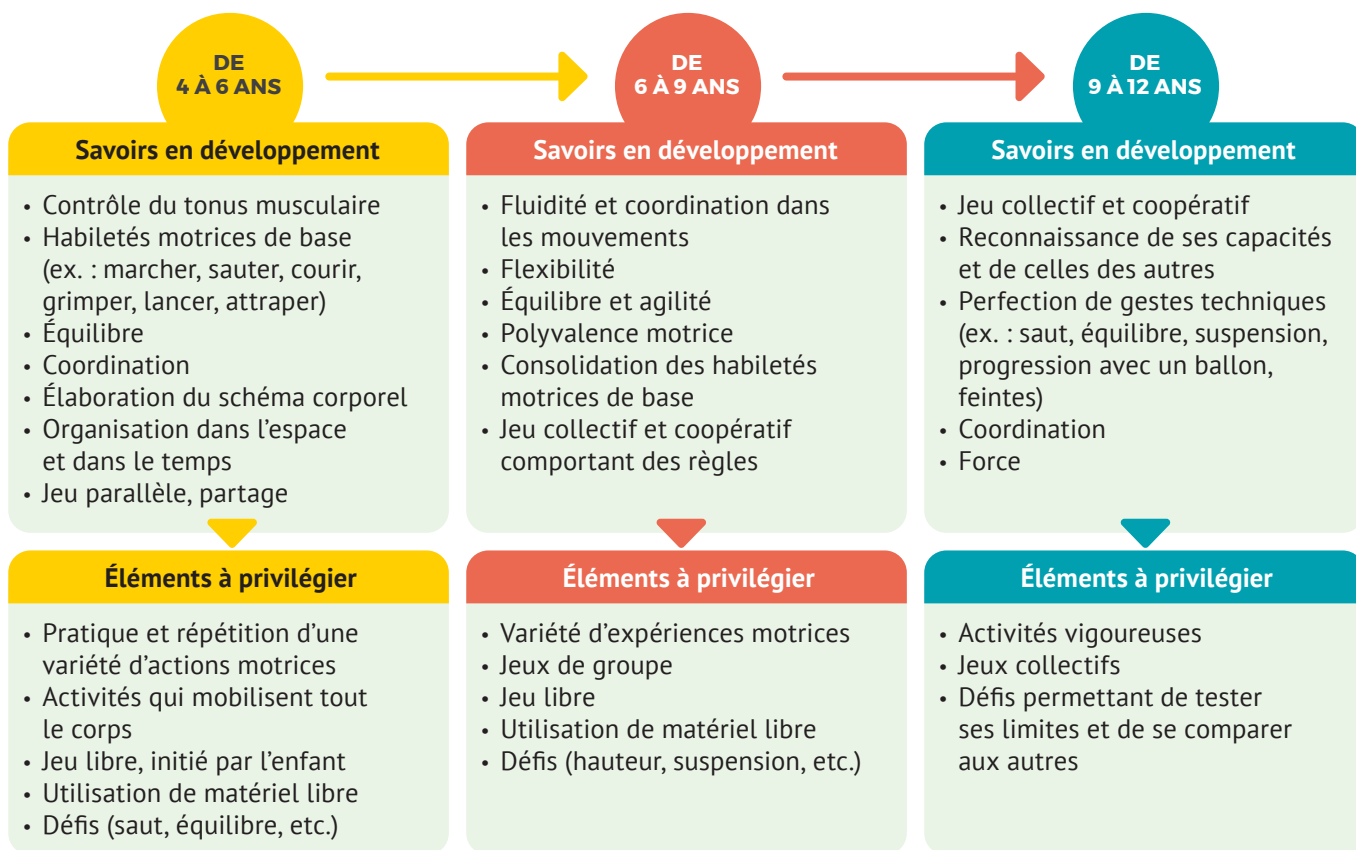 DE
4 À 6 ANS
DE
6 À 9 ANS
DE
9 À 12 ANS
Savoirs en développement
• Contrôle du tonus musculaire
• Habiletés motrices de base
(ex. : marcher, sauter, courir,
grimper, lancer, attraper)
• Équilibre
• Coordination
• Élaboration du schéma corporel
• Organisation dans l’espace
et dans le temps
• Jeu parallèle, partage
Savoirs en développement
• Fluidité et coordination dans
les mouvements
• Flexibilité
• Équilibre et agilité
• Polyvalence motrice
• Consolidation des habiletés
motrices de base
• Jeu collectif et coopératif
comportant des règles
Savoirs en développement
• Jeu collectif et coopératif
• Reconnaissance de ses capacités
et de celles des autres
• Perfection de gestes techniques
(ex. : saut, équilibre, suspension,
progression avec un ballon,
feintes)
• Coordination
• Force
Éléments à privilégier
• Pratique et répétition d’une
variété d’actions motrices
• Activités qui mobilisent tout
le corps
• Jeu libre, initié par l’enfant
• Utilisation de matériel libre
• Défis (saut, équilibre, etc.)
Éléments à privilégier
• Variété d’expériences motrices
• Jeux de groupe
• Jeu libre
• Utilisation de matériel libre
• Défis (hauteur, suspension, etc.)
Éléments à privilégier
• Activités vigoureuses
• Jeux collectifs
• Défis permettant de tester
ses limites et de se comparer
aux autres